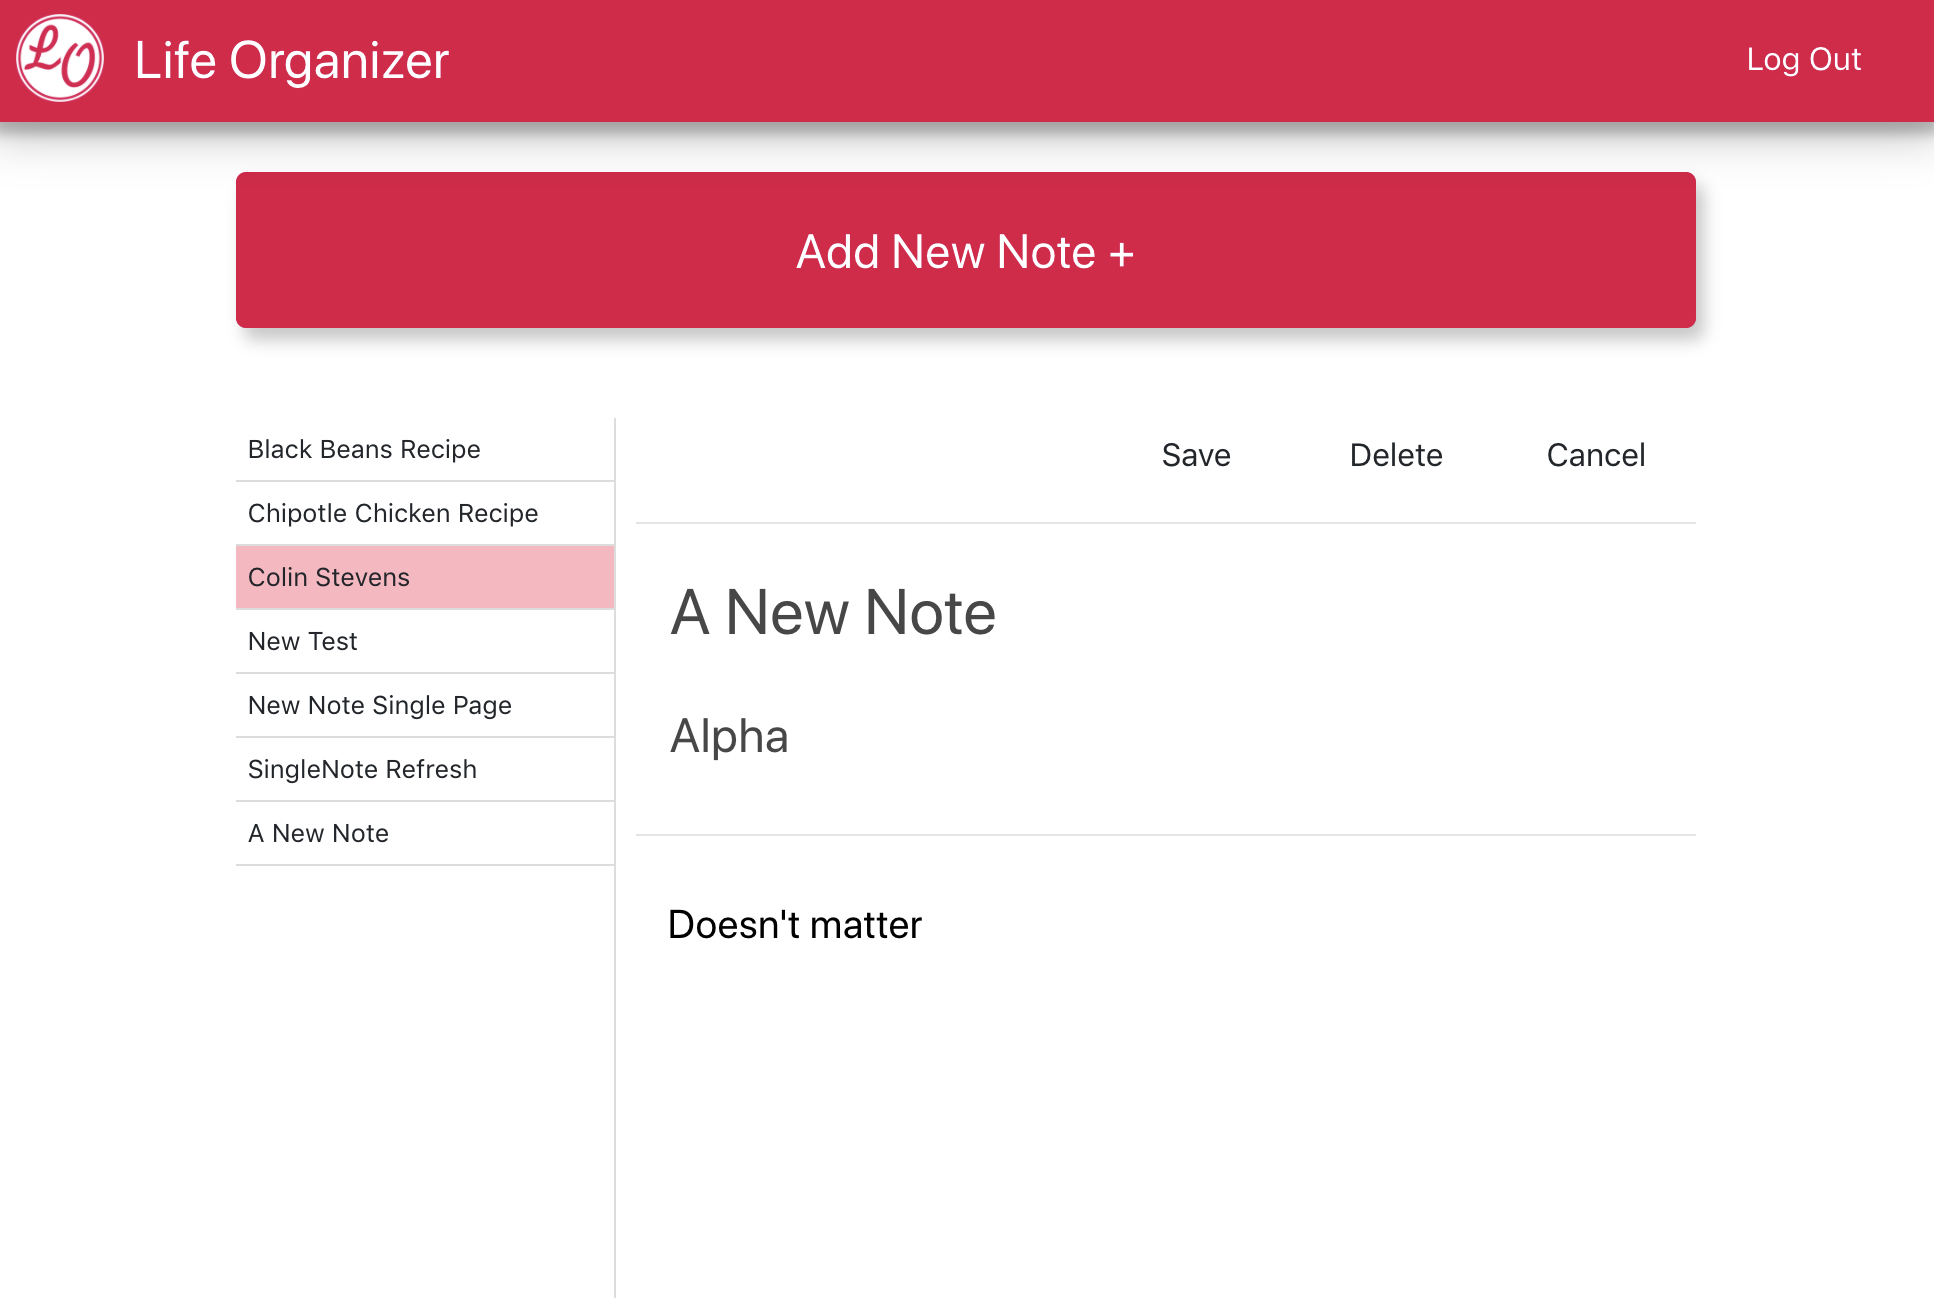 LO
Life Organizer
Log Out
Add New Note +
Black Beans Recipe
Chipotle Chicken Recipe
Colin Stevens
New Test
New Note Single Page
SingleNote Refresh
A New Note
Save
Delete
Cancel
A New Note
Alpha
Doesn't matter